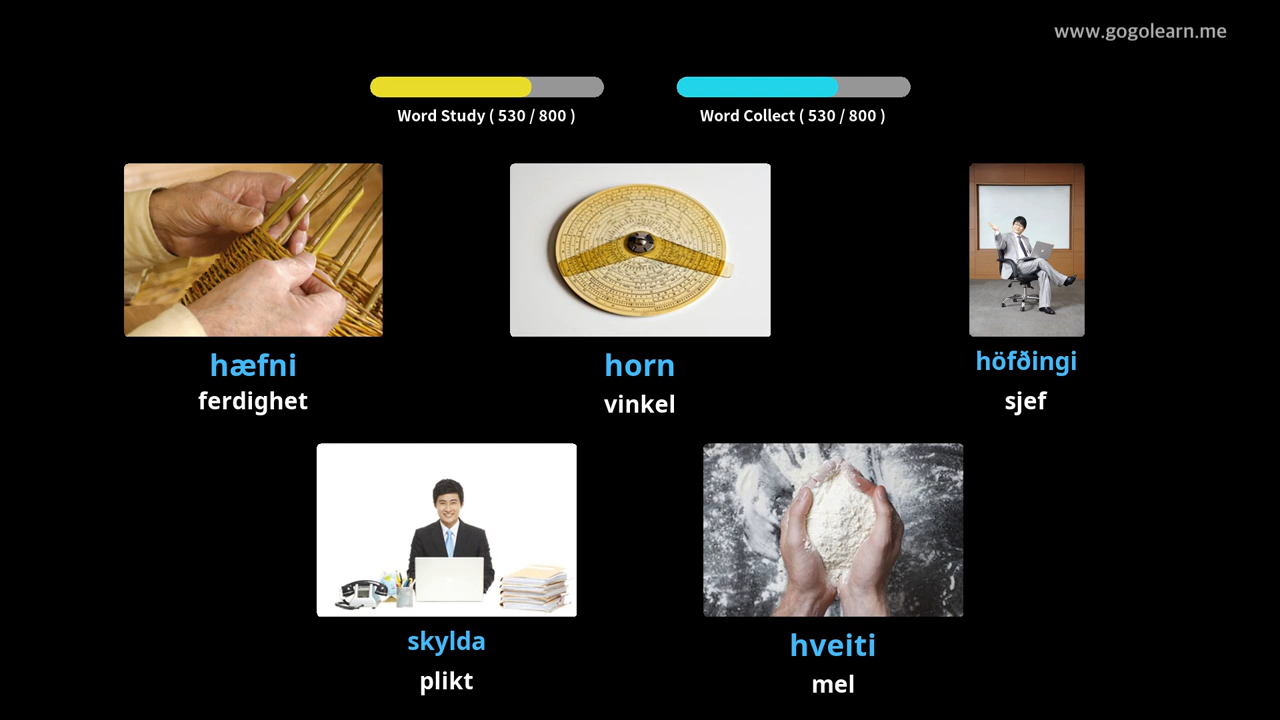 www.gogolearn.me
Word Study ( 530 / 800 )
Word Collect ( 530 / 800 )
hæfni
ferdighet
horn
vinkel
höfðingi
sjef
skylda
plikt
hveiti
mel